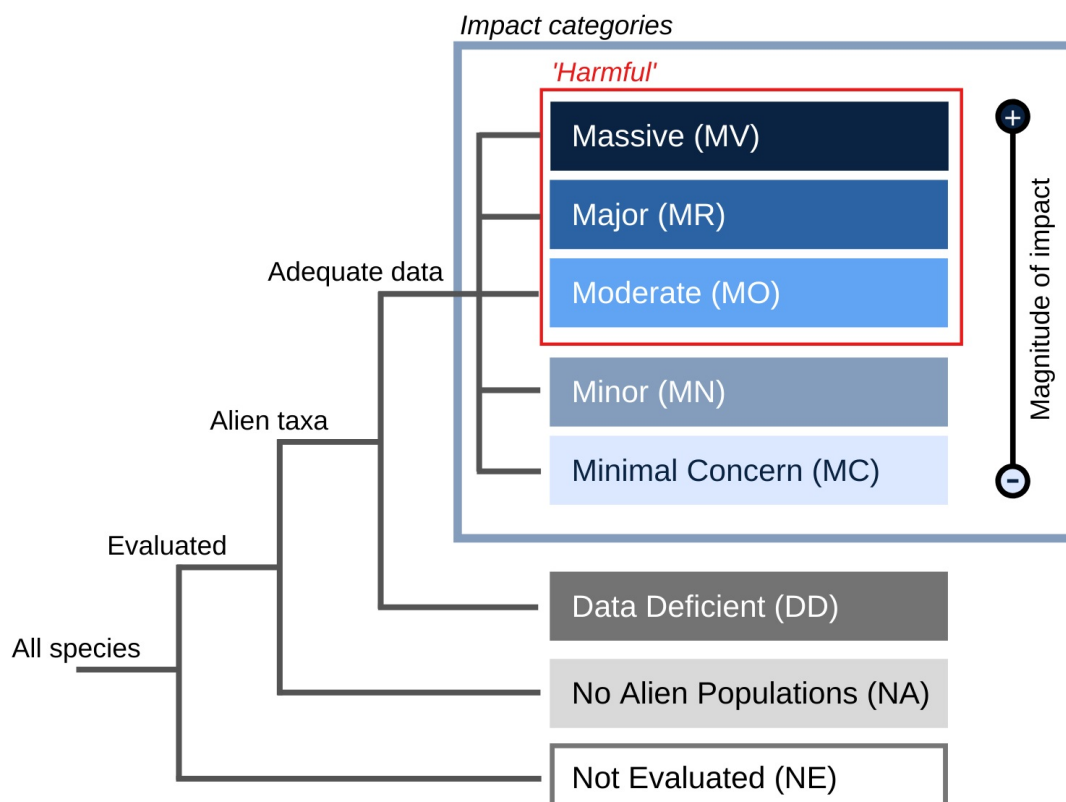 Impact categories
'Harmful'
Massive (MV)
+
Major (MR)
Adequate data
Moderate (MO)
Magnitude of impact
Minor (MN)
Alien taxa
Minimal Concern (MC)
-
Evaluated
Data Deficient (DD)
All species
No Alien Populations (NA)
Not Evaluated (NE)